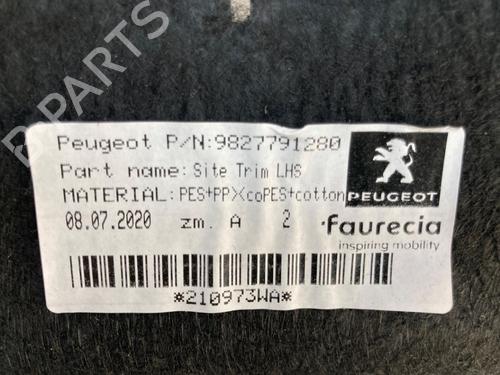 Peugeot P/N:9827791280
Part name: Site Trim LHS
MATERIAL: PES+PP>coPES+cotton
08.07.2020 zm. A 2
PEUGEOT
faurecia
inspiring mobility
*210973WA*
B-Parts